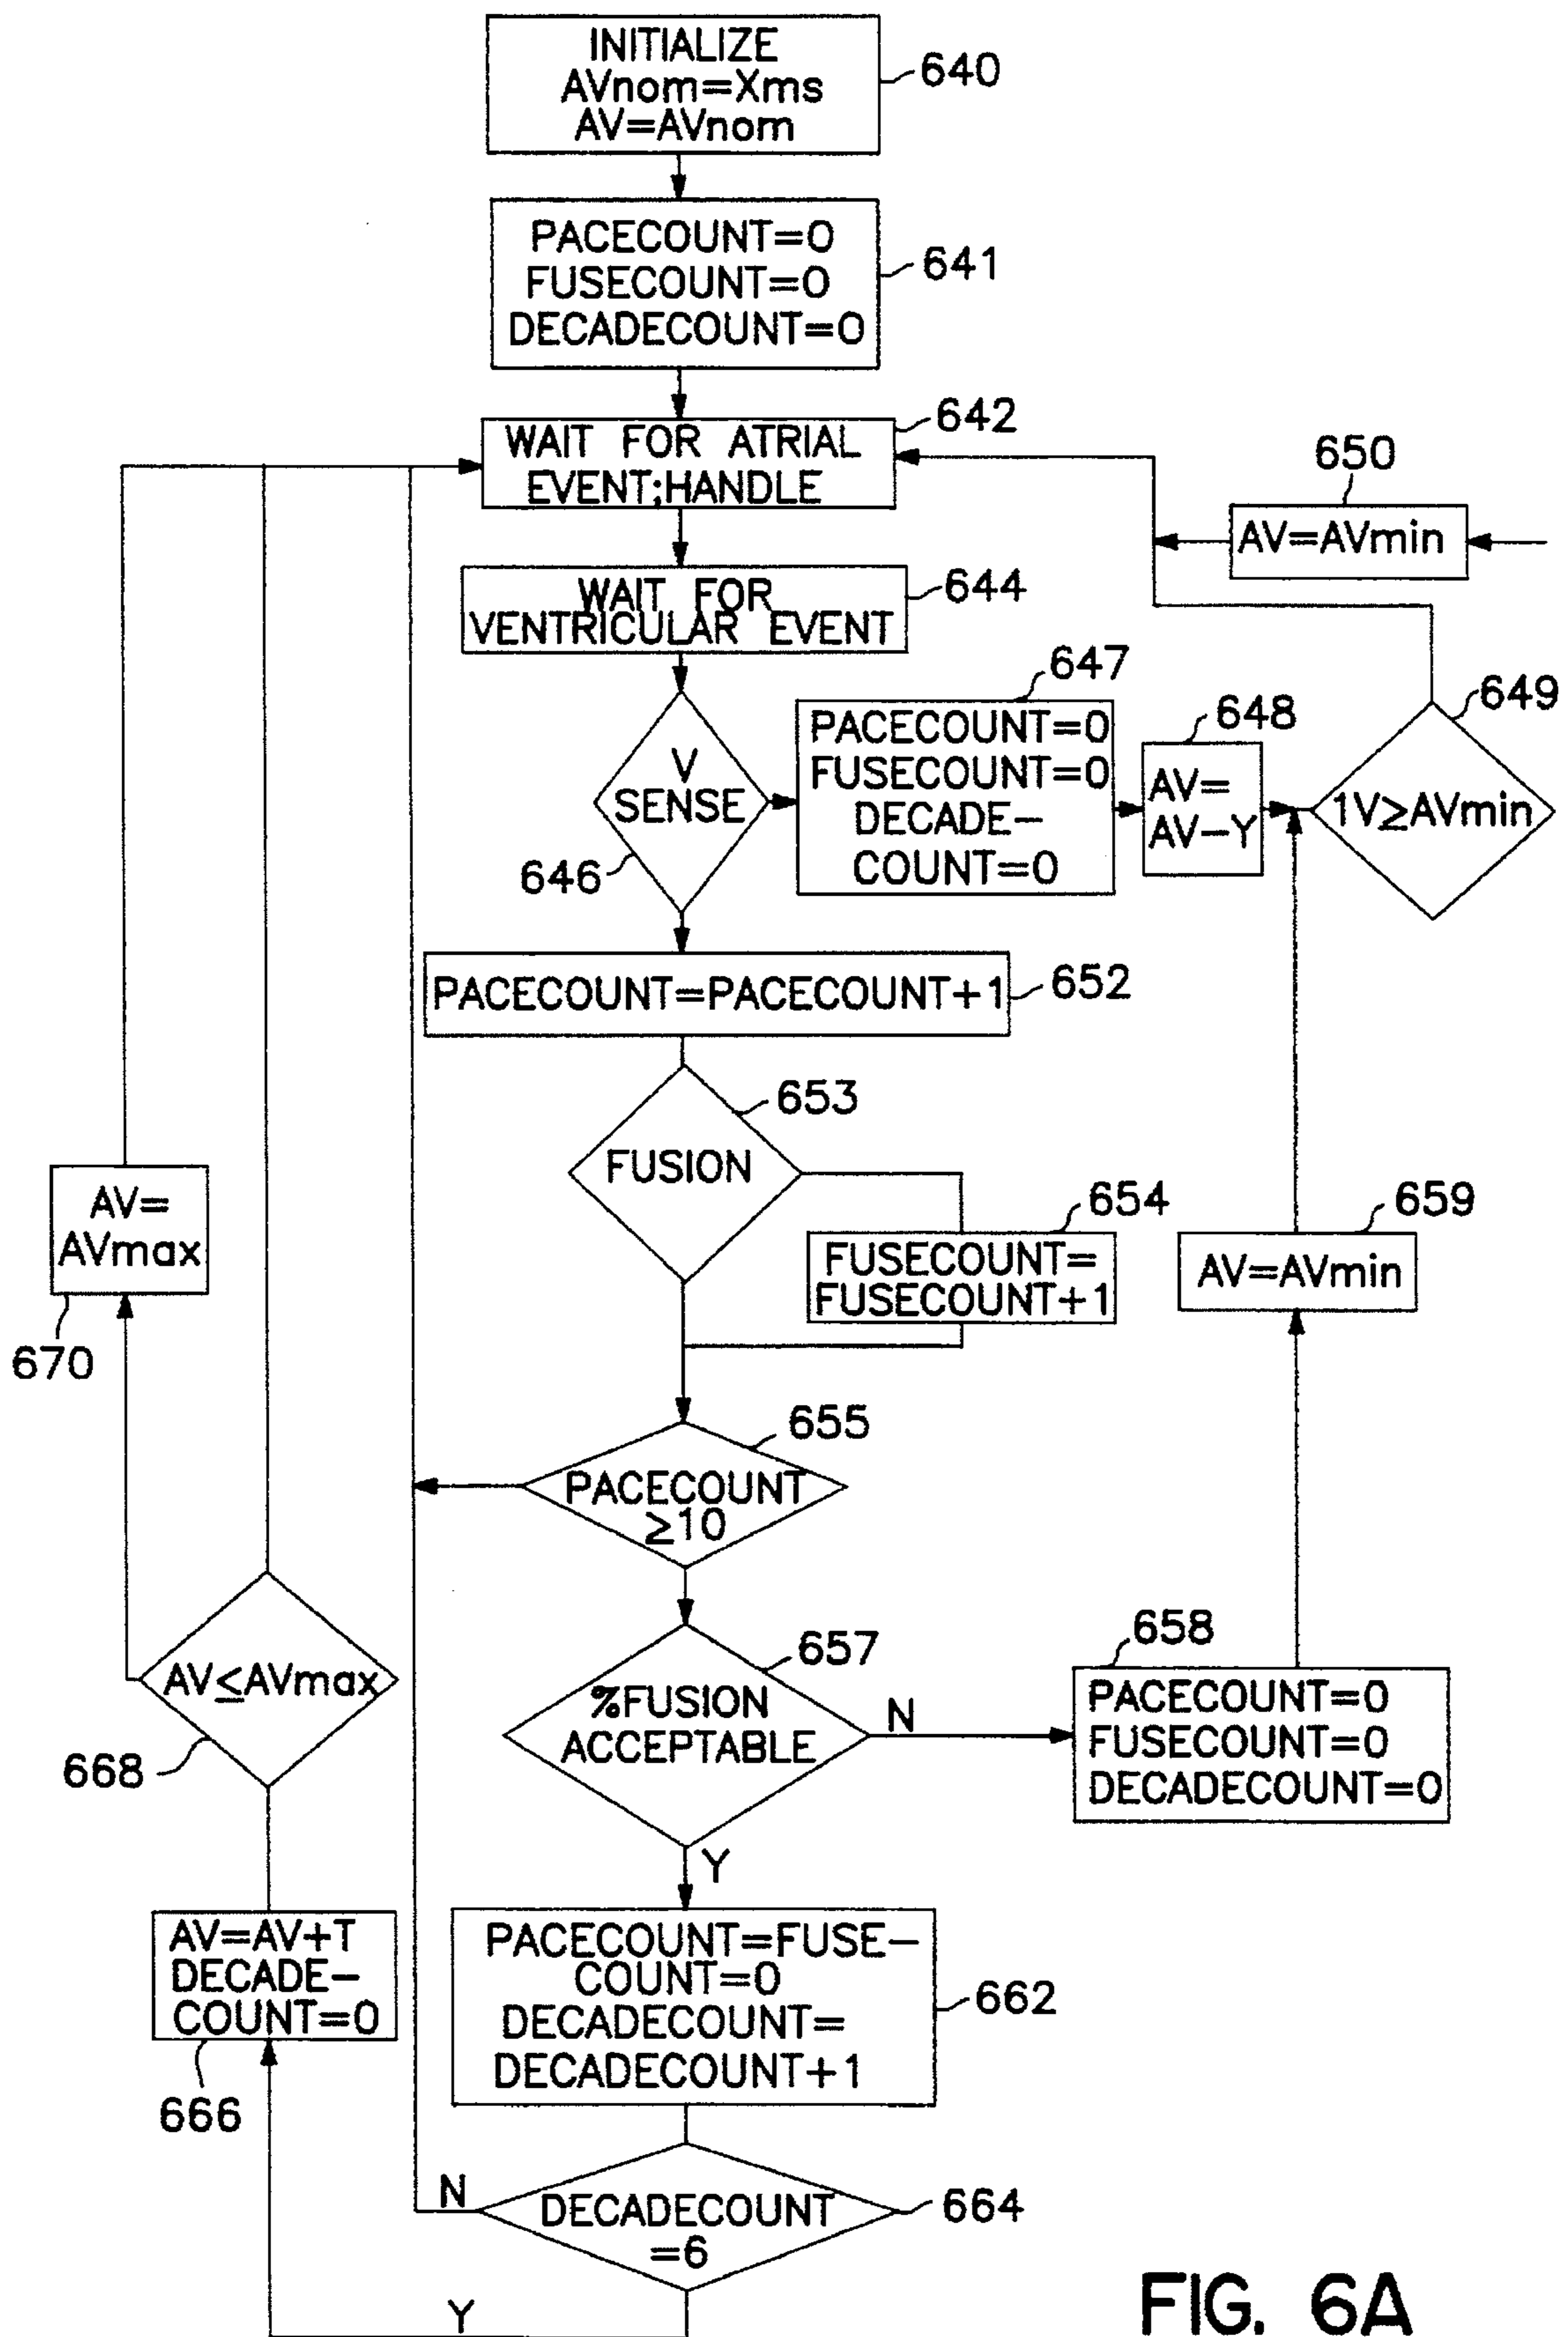 INITIALIZE
AVnom=Xms
AV=AVnom
640
PACECOUNT=0
FUSECOUNT=0
DECADECOUNT=0
641
WAIT FOR ATRIAL
EVENT;HANDLE
642
650
AV=AVmin
WAIT FOR
VENTRICULAR EVENT
644
V
SENSE
646
647
PACECOUNT=0
FUSECOUNT=0
DECADE-
COUNT=0
648
AV=
AV-Y
649
1V≥AVmin
PACECOUNT=PACECOUNT+1
652
FUSION
653
654
FUSECOUNT=
FUSECOUNT+1
659
AV=AVmin
AV=
AVmax
670
655
PACECOUNT
≥10
657
%FUSION
ACCEPTABLE
N
658
PACECOUNT=0
FUSECOUNT=0
DECADECOUNT=0
AV≤AVmax
668
Y
PACECOUNT=FUSE-
COUNT=0
DECADECOUNT=
DECADECOUNT+1
662
AV=AV+T
DECADE-
COUNT=0
666
N
DECADECOUNT
=6
664
Y
FIG. 6A